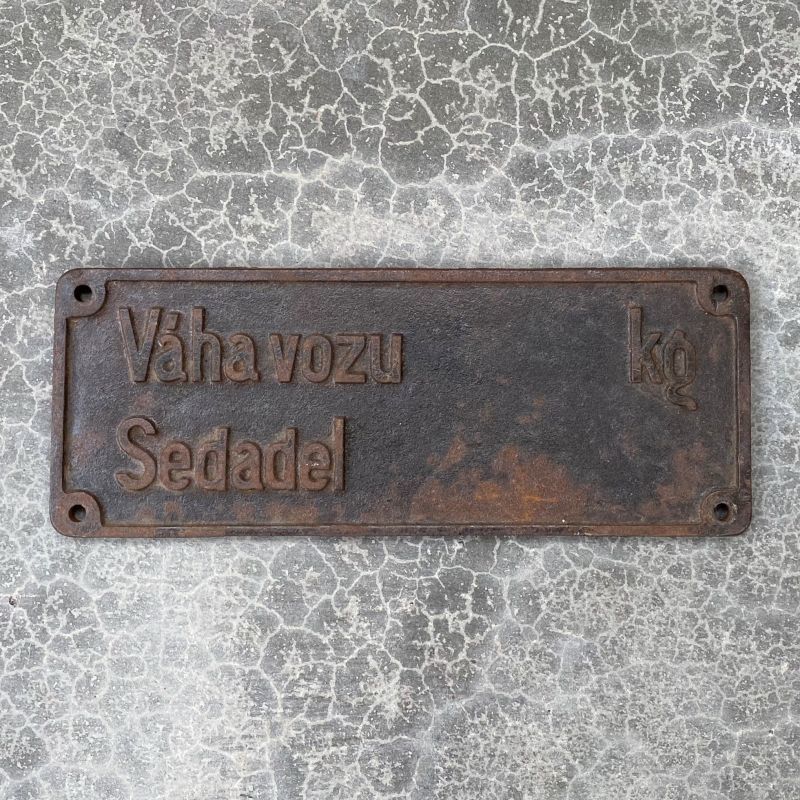 Váha vozu kg
Sedadel